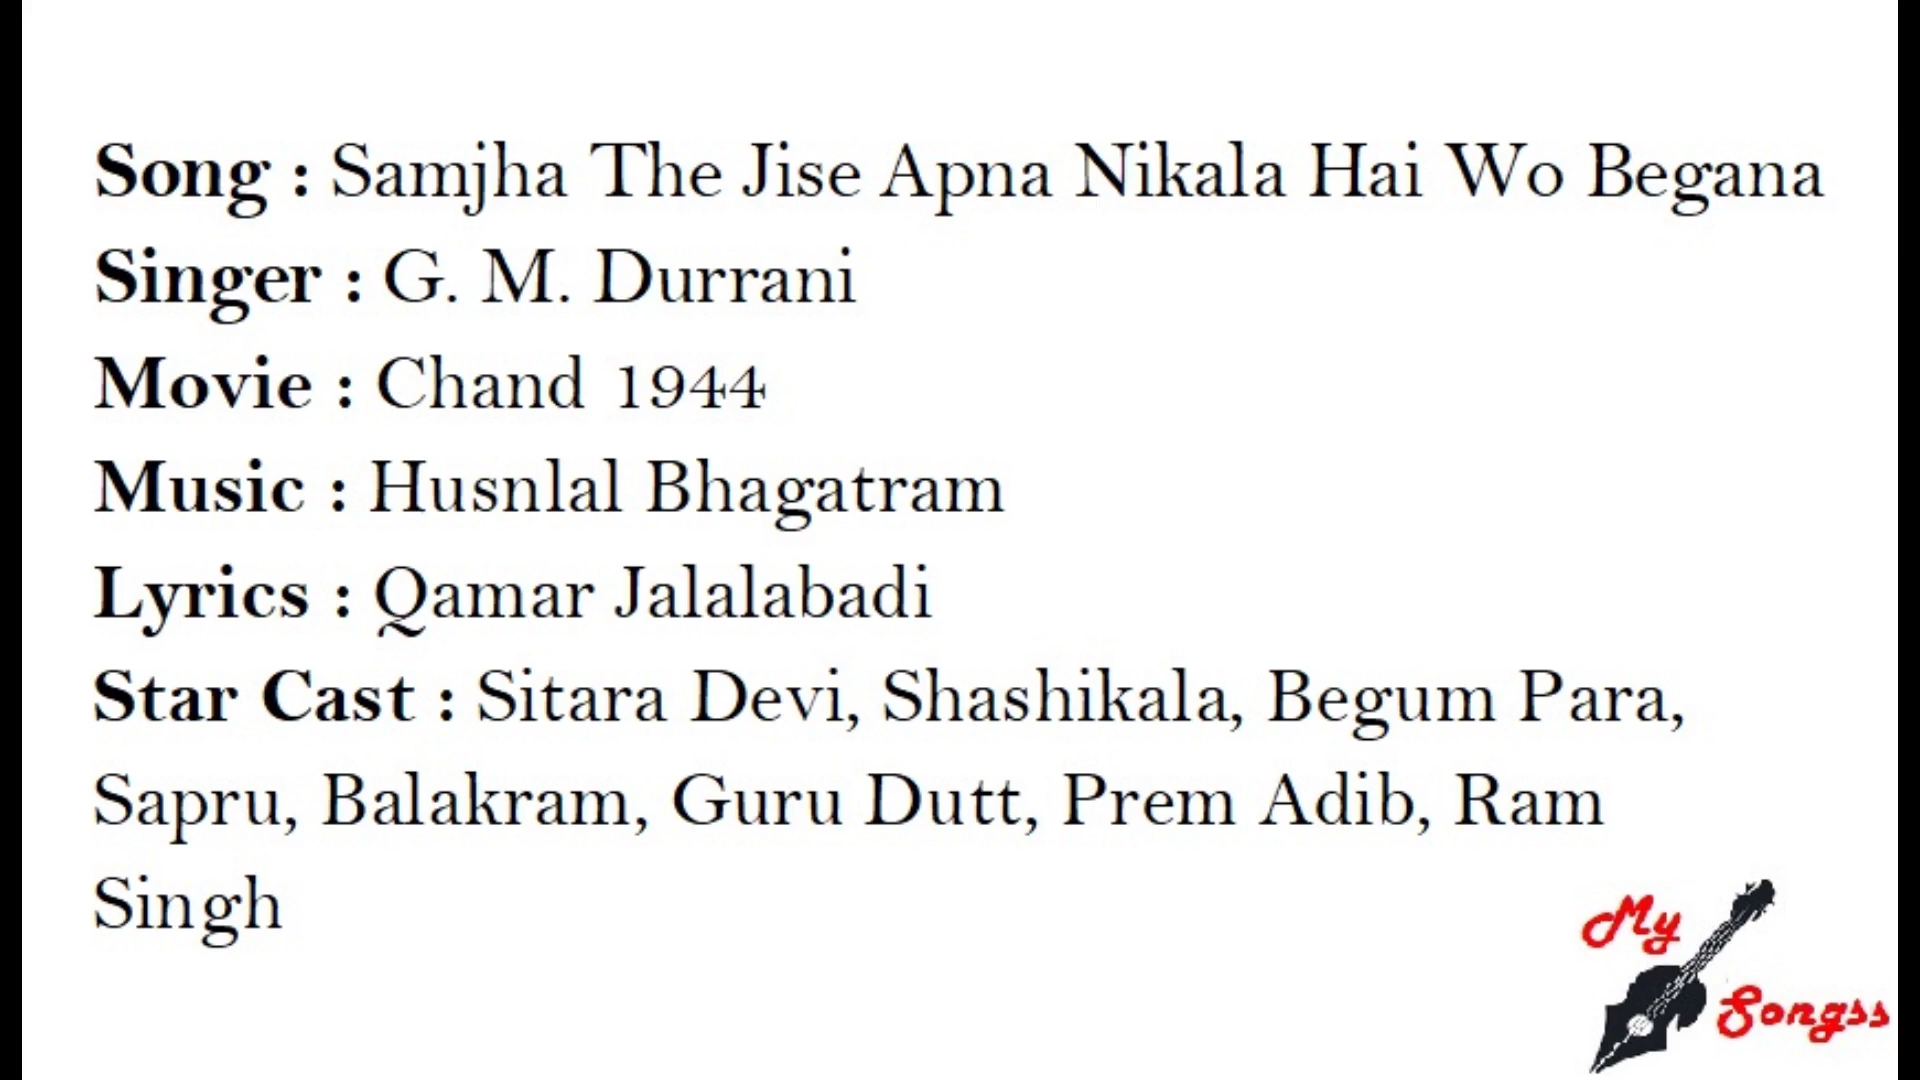 Song : Samjha The Jise Apna Nikala Hai Wo Begana
Singer : G. M. Durrani
Movie : Chand 1944
Music : Husnlal Bhagatram
Lyrics : Qamar Jalalabadi
Star Cast : Sitara Devi, Shashikala, Begum Para,
Sapru, Balakram, Guru Dutt, Prem Adib, Ram
Singh
My
Songss